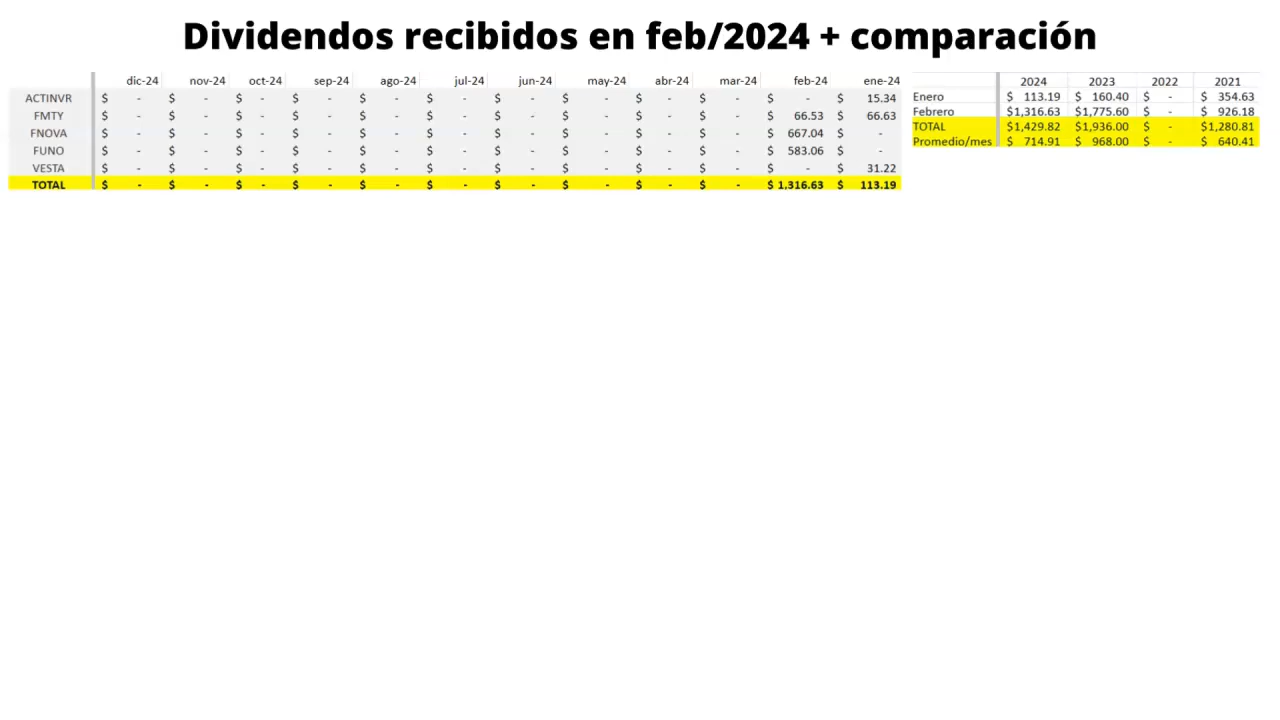 Dividendos recibidos en feb/2024 + comparación
dic-24 nov-24 oct-24 sep-24 ago-24 jul-24 jun-24 may-24 abr-24 mar-24 feb-24 ene-24
ACTINVR $ - $ - $ - $ - $ - $ - $ - $ - $ - $ - $ - 15.34
FMTY $ - $ - $ - $ - $ - $ - $ - $ - $ - $ - 66.53 66.63
FNOVA $ - $ - $ - $ - $ - $ - $ - $ - $ - $ - 667.04 $ -
FUNO $ - $ - $ - $ - $ - $ - $ - $ - $ - $ - 583.06 $ -
VESTA $ - $ - $ - $ - $ - $ - $ - $ - $ - $ - $ - 31.22
TOTAL $ - $ - $ - $ - $ - $ - $ - $ - $ - $ - $ 1,316.63 $ 113.19
2024 2023 2022 2021
Enero $ 113.19 $ 160.40 $ - $ 354.63
Febrero $1,316.63 $1,775.60 $ - $ 926.18
TOTAL $1,429.82 $1,936.00 $ - $1,280.81
Promedio/mes $ 714.91 $ 968.00 $ - $ 640.41